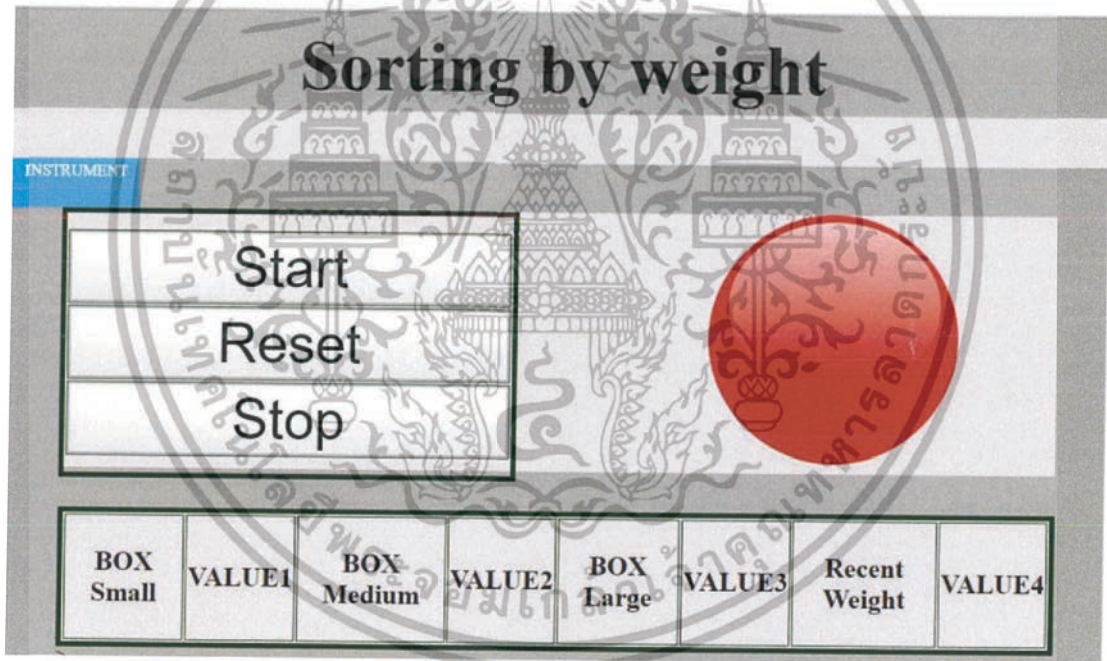 Sorting by weight
INSTRUMENT
Start
Reset
Stop
BOX Small
VALUE1
BOX Medium
VALUE2
BOX Large
VALUE3
Recent Weight
VALUE4